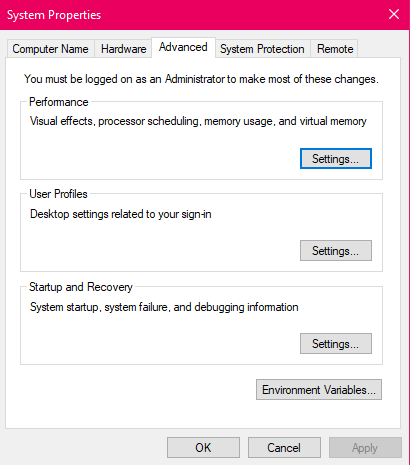 System Properties
Computer Name Hardware Advanced System Protection Remote
You must be logged on as an Administrator to make most of these changes.
Performance
Visual effects, processor scheduling, memory usage, and virtual memory
Settings...
User Profiles
Desktop settings related to your sign-in
Settings...
Startup and Recovery
System startup, system failure, and debugging information
Settings...
Environment Variables...
OK Cancel Apply